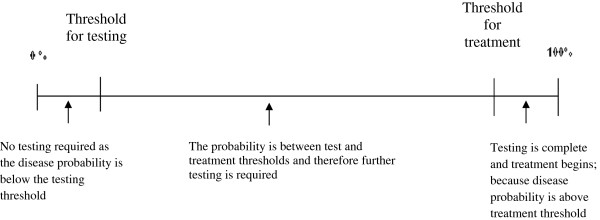 Threshold
for testing
Threshold
for
treatment
0%
100%
No testing required as
the disease probability is
below the testing
threshold
The probability is between test and
treatment thresholds and therefore further
testing is required
Testing is complete
and treatment begins;
because disease
probability is above
treatment threshold